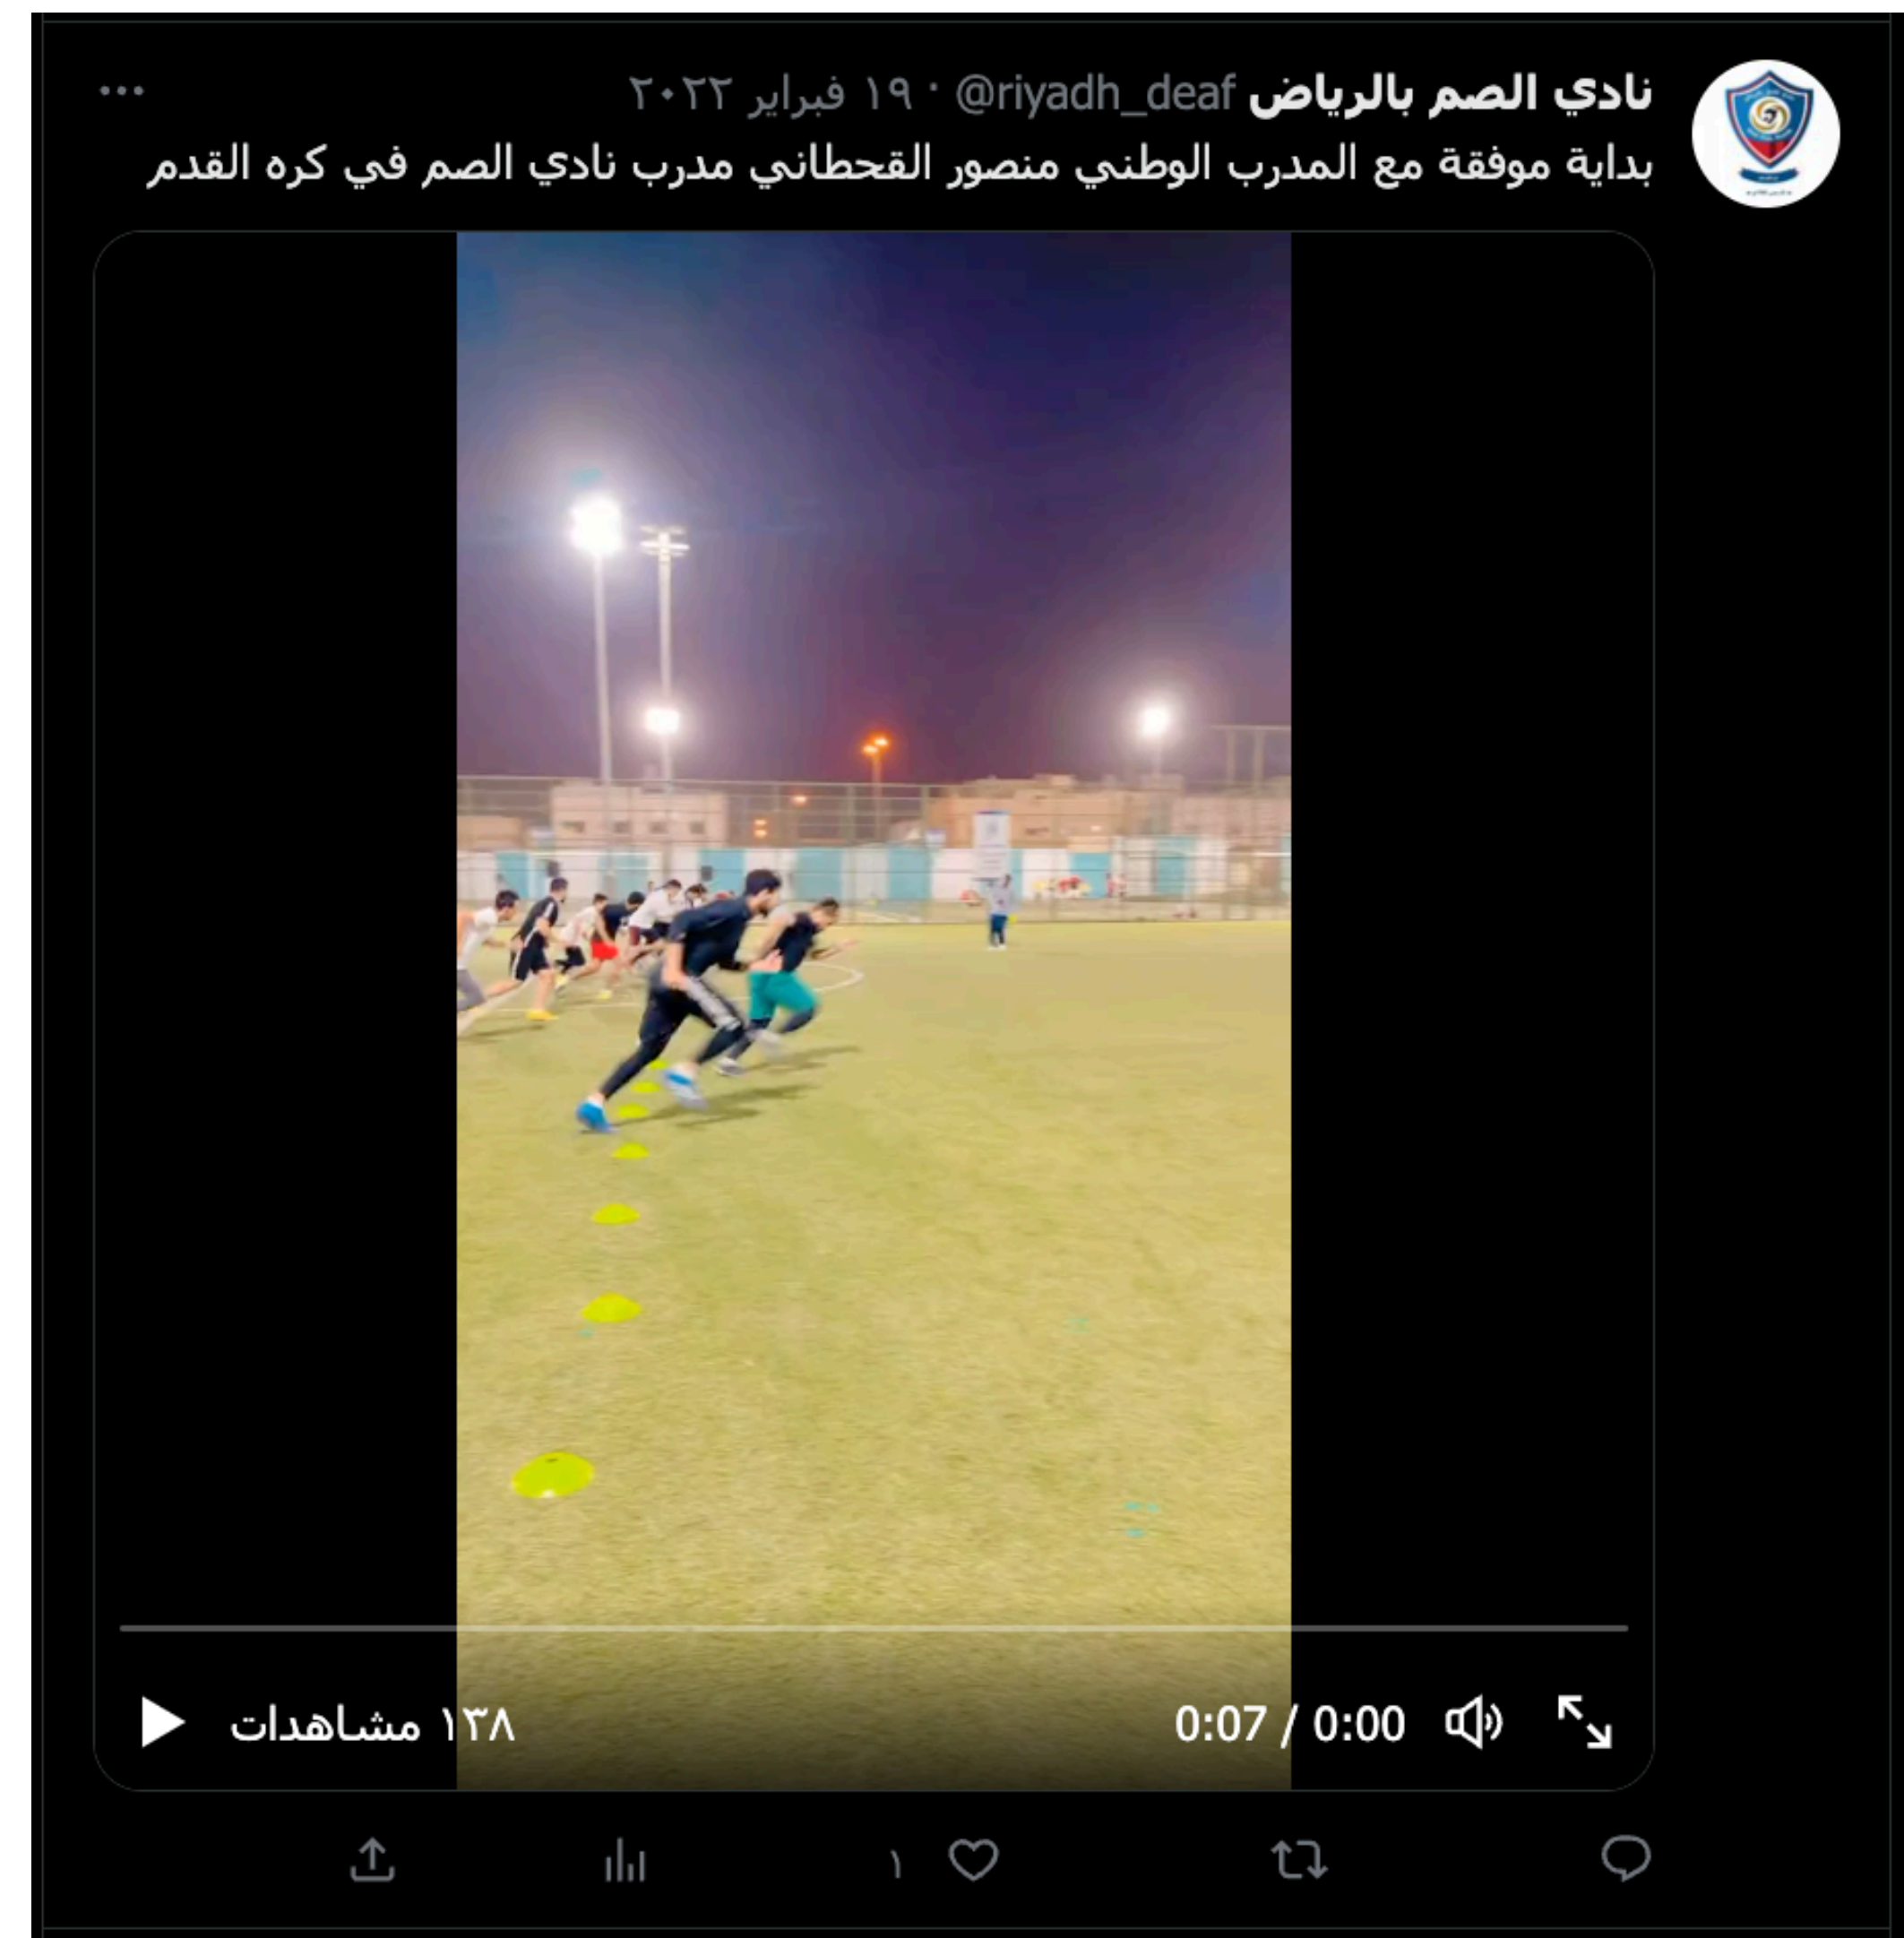 نادي الصم بالرياض @riyadh_deaf · ١٩ فبراير ٢٠٢٢
بداية موفقة مع المدرب الوطني منصور القحطاني مدرب نادي الصم في كره القدم
١٣٨ مشاهدات
0:07 / 0:00
١